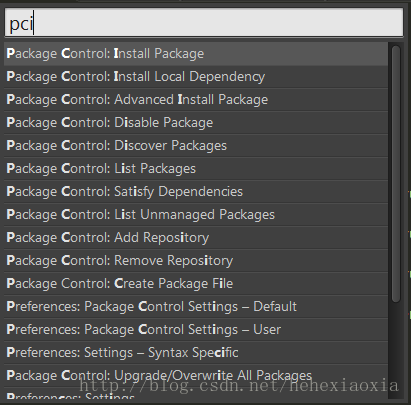 pci
Package Control: Install Package
Package Control: Install Local Dependency
Package Control: Advanced Install Package
Package Control: Disable Package
Package Control: Discover Packages
Package Control: List Packages
Package Control: Satisfy Dependencies
Package Control: List Unmanaged Packages
Package Control: Add Repository
Package Control: Remove Repository
Package Control: Create Package File
Preferences: Package Control Settings – Default
Preferences: Package Control Settings – User
Preferences: Settings – Syntax Specific
Package Control: Upgrade/Overwrite All Packages
http://blog.csdn.net/hehexiaoxia
Preferences: Settings